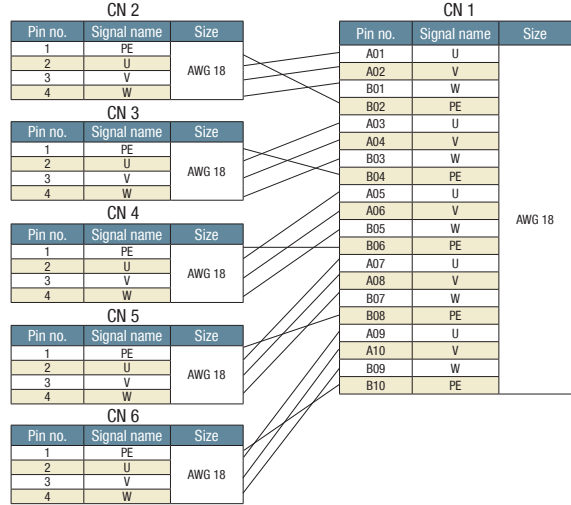 CN 2
Pin no. Signal name Size
1 PE
2 U
3 V
4 W
AWG 18
CN 3
Pin no. Signal name Size
1 PE
2 U
3 V
4 W
AWG 18
CN 4
Pin no. Signal name Size
1 PE
2 U
3 V
4 W
AWG 18
CN 5
Pin no. Signal name Size
1 PE
2 U
3 V
4 W
AWG 18
CN 6
Pin no. Signal name Size
1 PE
2 U
3 V
4 W
AWG 18
CN 1
Pin no. Signal name Size
A01 U
A02 V
B01 W
B02 PE
A03 U
A04 V
B03 W
B04 PE
A05 U
A06 V
B05 W
B06 PE
A07 U
A08 V
B07 W
B08 PE
A09 U
A10 V
B09 W
B10 PE
AWG 18